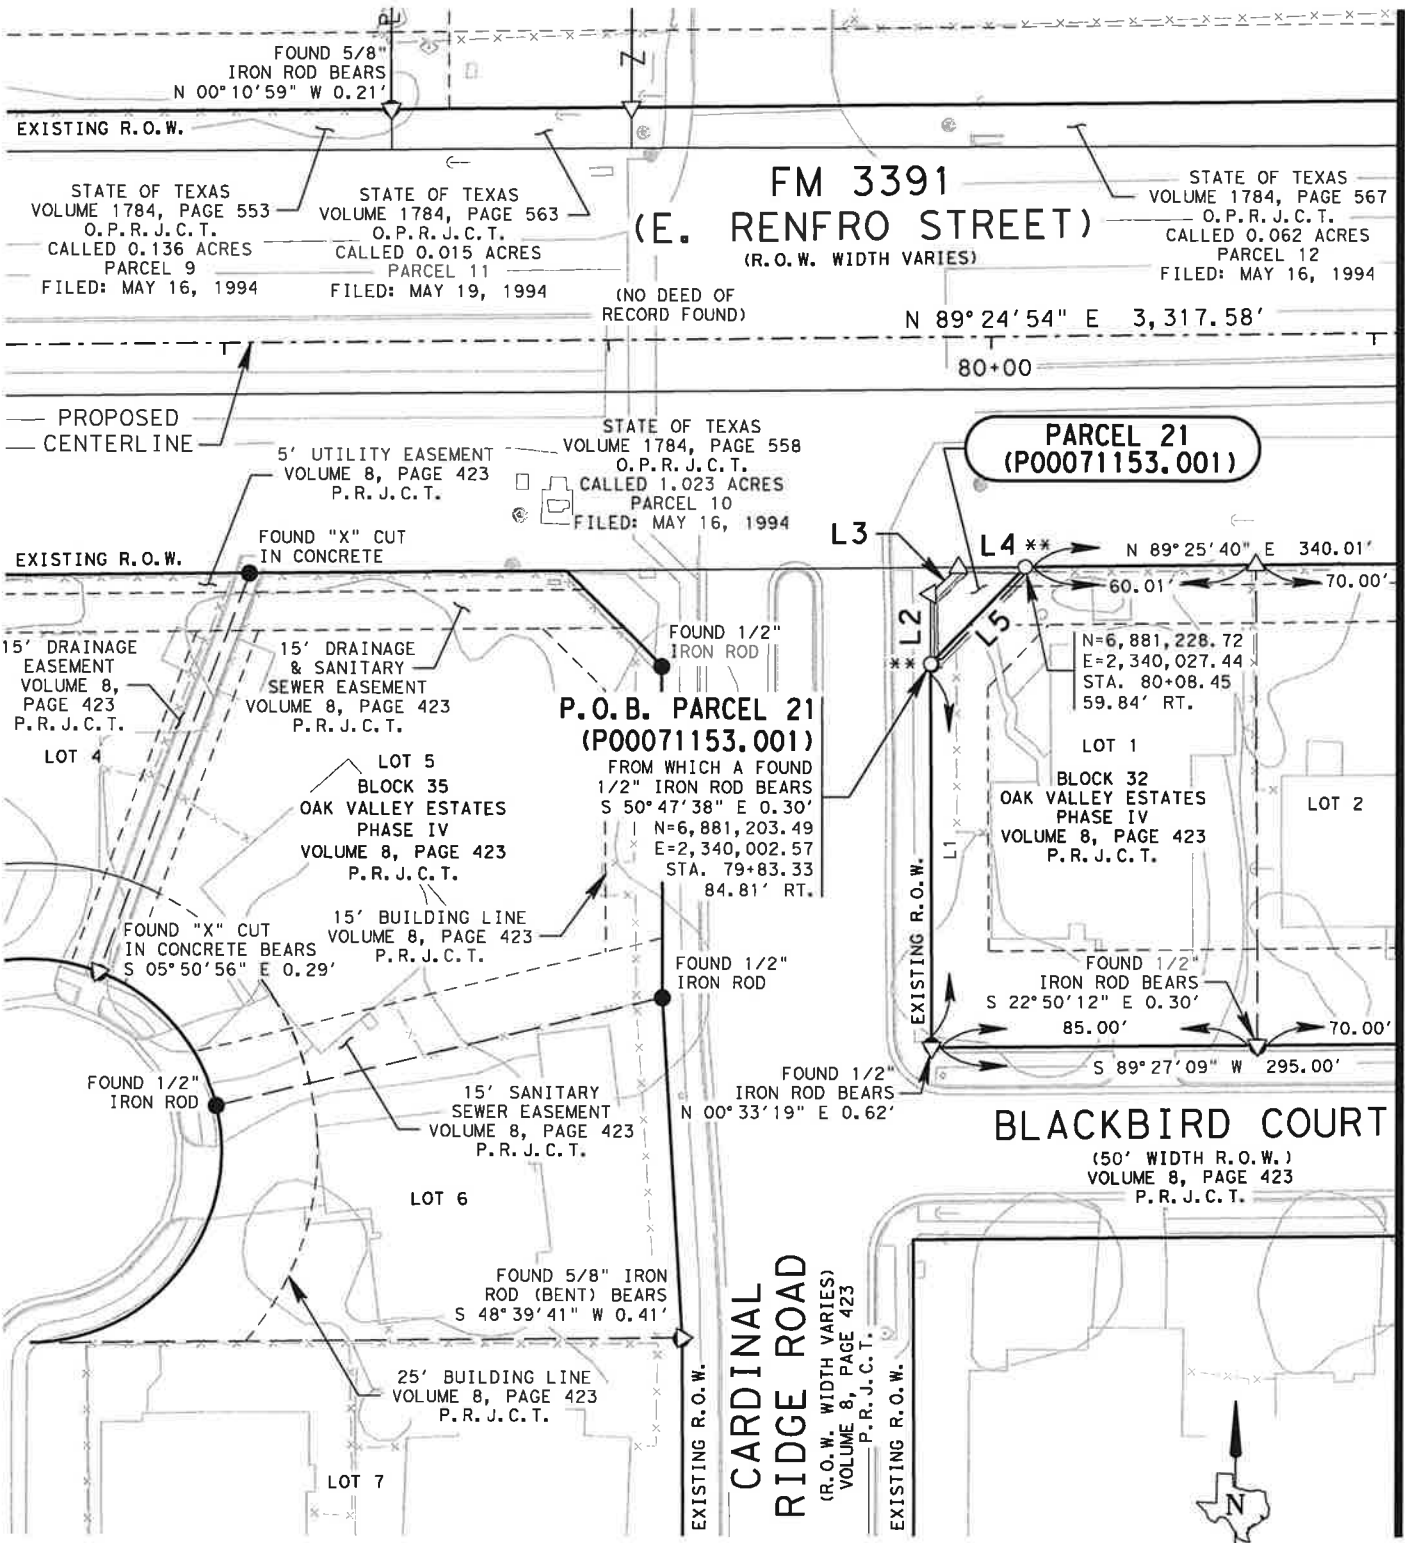 PL
Z
FOUND 5/8"
IRON ROD BEARS
N 00°10'59" W 0.21'
EXISTING R.O.W.
STATE OF TEXAS
VOLUME 1784, PAGE 553
O.P.R.J.C.T.
CALLED 0.136 ACRES
PARCEL 9
FILED: MAY 16, 1994
STATE OF TEXAS
VOLUME 1784, PAGE 563
O.P.R.J.C.T.
CALLED 0.015 ACRES
PARCEL 11
FILED: MAY 19, 1994
FM 3391
(E. RENFRO STREET)
(R.O.W. WIDTH VARIES)
STATE OF TEXAS
VOLUME 1784, PAGE 567
O.P.R.J.C.T.
CALLED 0.062 ACRES
PARCEL 12
FILED: MAY 16, 1994
(NO DEED OF
RECORD FOUND)
N 89°24'54" E 3,317.58'
80+00
PROPOSED
CENTERLINE
5' UTILITY EASEMENT
VOLUME 8, PAGE 423
P.R.J.C.T.
STATE OF TEXAS
VOLUME 1784, PAGE 558
O.P.R.J.C.T.
CALLED 1.023 ACRES
PARCEL 10
FILED: MAY 16, 1994
PARCEL 21
(P00071153.001)
EXISTING R.O.W.
FOUND "X" CUT
IN CONCRETE
L3
L4 **
N 89°25'40" E 340.01'
60.01'
70.00'
L2
L5
**
15' DRAINAGE
EASEMENT
VOLUME 8,
PAGE 423
P.R.J.C.T.
15' DRAINAGE
& SANITARY
SEWER EASEMENT
VOLUME 8, PAGE 423
P.R.J.C.T.
FOUND 1/2"
IRON ROD
N=6,881,228.72
E=2,340,027.44
STA. 80+08.45
59.84' RT.
P.O.B. PARCEL 21
(P00071153.001)
FROM WHICH A FOUND
1/2" IRON ROD BEARS
S 50°47'38" E 0.30'
N=6,881,203.49
E=2,340,002.57
STA. 79+83.33
84.81' RT.
LOT 4
LOT 5
BLOCK 35
OAK VALLEY ESTATES
PHASE IV
VOLUME 8, PAGE 423
P.R.J.C.T.
LOT 1
BLOCK 32
OAK VALLEY ESTATES
PHASE IV
VOLUME 8, PAGE 423
P.R.J.C.T.
LOT 2
L1
EXISTING R.O.W.
15' BUILDING LINE
VOLUME 8, PAGE 423
P.R.J.C.T.
FOUND "X" CUT
IN CONCRETE BEARS
S 05°50'56" E 0.29'
FOUND 1/2"
IRON ROD
FOUND 1/2"
IRON ROD BEARS
S 22°50'12" E 0.30'
85.00'
70.00'
S 89°27'09" W 295.00'
FOUND 1/2"
IRON ROD BEARS
N 00°33'19" E 0.62'
FOUND 1/2"
IRON ROD
15' SANITARY
SEWER EASEMENT
VOLUME 8, PAGE 423
P.R.J.C.T.
BLACKBIRD COURT
(50' WIDTH R.O.W.)
VOLUME 8, PAGE 423
P.R.J.C.T.
LOT 6
FOUND 5/8" IRON
ROD (BENT) BEARS
S 48°39'41" W 0.41'
25' BUILDING LINE
VOLUME 8, PAGE 423
P.R.J.C.T.
LOT 7
EXISTING R.O.W.
CARDINAL
RIDGE ROAD
(R.O.W. WIDTH VARIES)
VOLUME 8, PAGE 423
P.R.J.C.T.
EXISTING R.O.W.
N